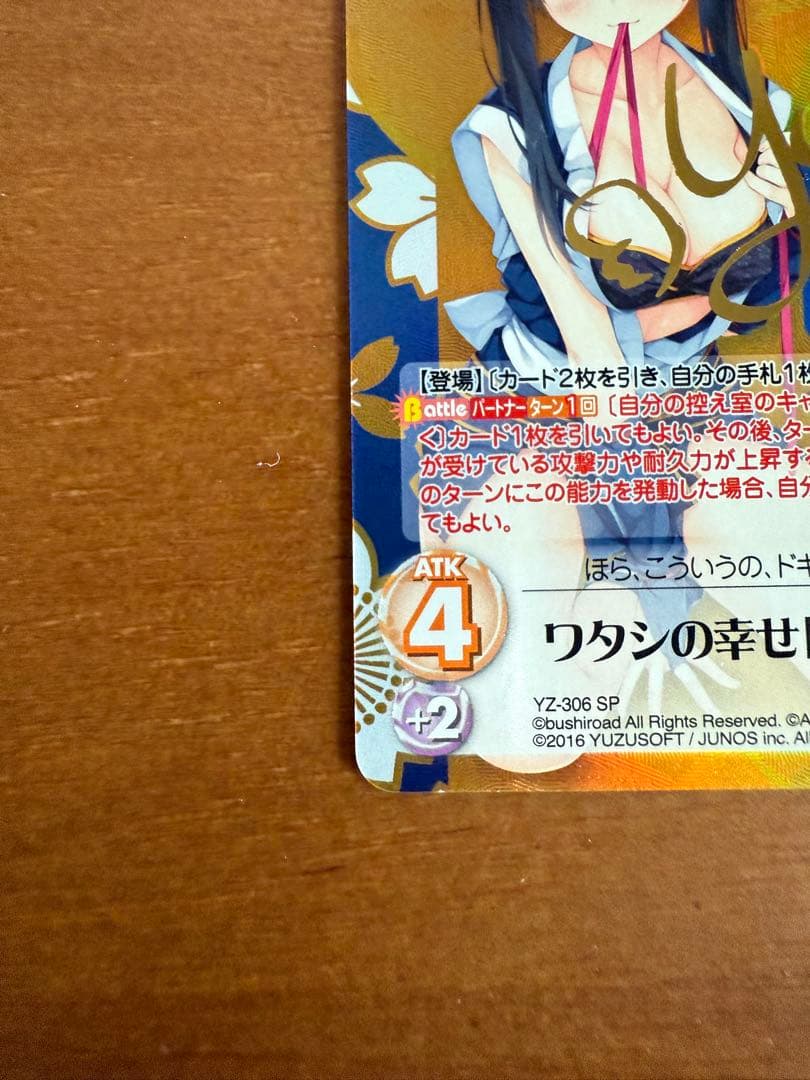 【登場】〔カード2枚を引き、自分の手札1枚
Battle パートナー ターン1回 〔自分の控え室のキャ
く〕カード1枚を引いてもよい。その後、ター
が受けている攻撃力や耐久力が上昇する
のターンにこの能力を発動した場合、自分
てもよい。
ほら、こういうの、ドキ
ATK
4
ワタシの幸せ
+2
YZ-306 SP
©bushiroad All Rights Reserved. ©A
©2016 YUZUSOFT / JUNOS inc. All